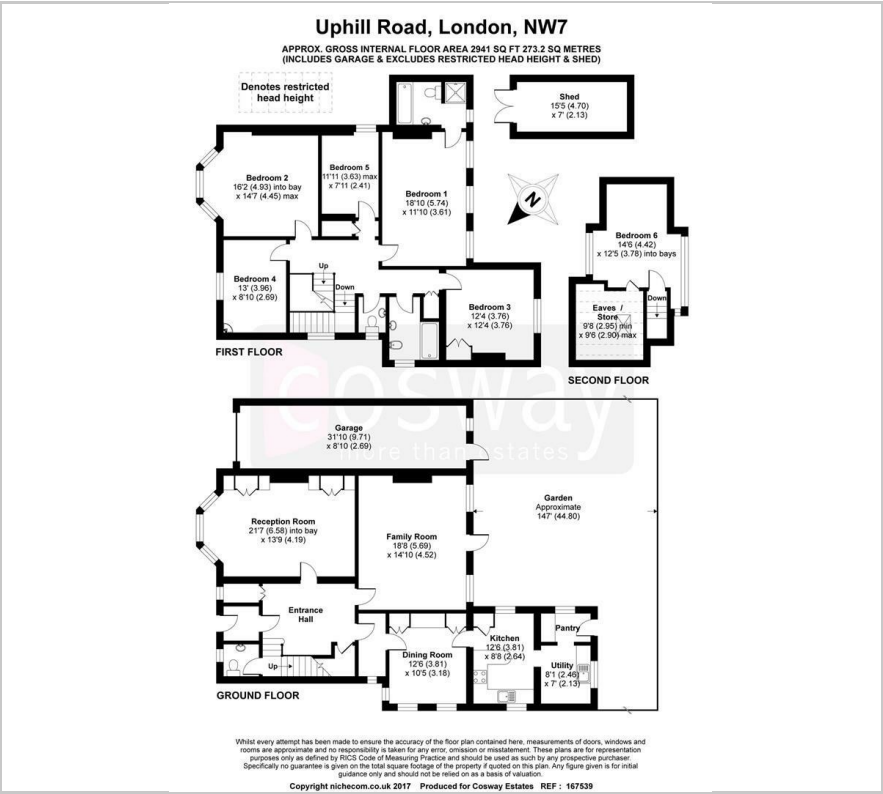 Uphill Road, London, NW7
APPROX. GROSS INTERNAL FLOOR AREA 2941 SQ FT 273.2 SQ METRES
(INCLUDES GARAGE & EXCLUDES RESTRICTED HEAD HEIGHT & SHED)
Denotes restricted
head height
Shed
15'5 (4.70)
x 7' (2.13)
Bedroom 2
16'2 (4.93) into bay
x 14'7 (4.45) max
Bedroom 5
11'11 (3.63) max
x 7'11 (2.41)
Bedroom 1
18'10 (5.74)
x 11'10 (3.61)
N
Bedroom 6
14'6 (4.42)
x 12'5 (3.78) into bays
Bedroom 4
13' (3.96)
x 8'10 (2.69)
Up
Down
Bedroom 3
12'4 (3.76)
x 12'4 (3.76)
Eaves /
Store
9'8 (2.95) min
x 9'6 (2.90) max
Down
FIRST FLOOR
SECOND FLOOR
cosway
more than estates
Garage
31'10 (9.71)
x 8'10 (2.69)
Reception Room
21'7 (6.58) into bay
x 13'9 (4.19)
Family Room
18'8 (5.69)
x 14'10 (4.52)
Garden
Approximate
147' (44.80)
Entrance
Hall
Up
Dining Room
12'6 (3.81)
x 10'5 (3.18)
Kitchen
12'6 (3.81)
x 8'8 (2.64)
Pantry
Utility
8'1 (2.46)
x 7' (2.13)
GROUND FLOOR
Whilst every attempt has been made to ensure the accuracy of the floor plan contained here, measurements of doors, windows and
rooms are approximate and no responsibility is taken for any error, omission or misstatement. These plans are for representation
purposes only as defined by RICS Code of Measuring Practice and should be used as such by any prospective purchaser.
Specifically no guarantee is given on the total square footage of the property if quoted on this plan. Any figure given is for initial
guidance only and should not be relied on as a basis of valuation.
Copyright nichecom.co.uk 2017 Produced for Cosway Estates REF : 167539